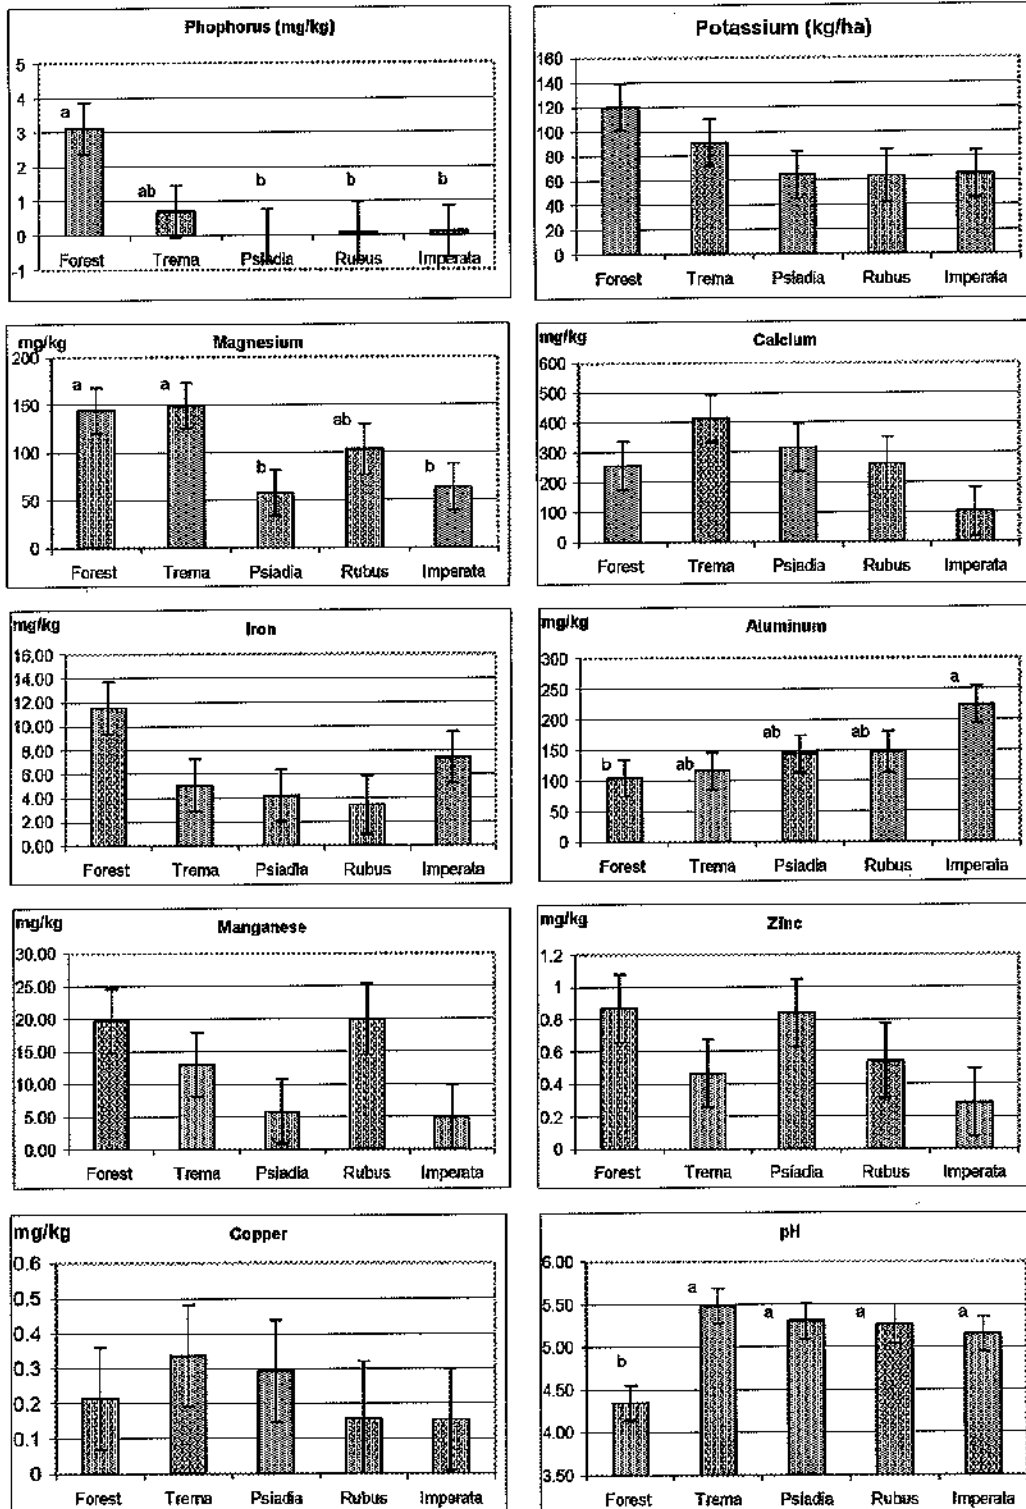 Phophorus (mg/kg)
5
4
3
2
1
0
-1
a
ab
b
b
b
Forest Trema Psiadia Rubus Imperata
Potassium (kg/ha)
160
140
120
100
80
60
40
20
0
Forest Trema Psiadia Rubus Imperata
mg/kg Magnesium
200
150
100
50
0
a
a
b
ab
b
Forest Trema Psiadia Rubus Imperata
mg/kg Calcium
600
500
400
300
200
100
0
Forest Trema Psiadia Rubus Imperata
mg/kg Iron
16.00
14.00
12.00
10.00
8.00
6.00
4.00
2.00
0.00
Forest Trema Psiadia Rubus Imperata
mg/kg Aluminum
300
250
200
150
100
50
0
b
ab
ab
ab
a
Forest Trema Psiadia Rubus Imperata
mg/kg Manganese
30.00
25.00
20.00
15.00
10.00
5.00
0.00
Forest Trema Psiadia Rubus Imperata
mg/kg Zinc
1.2
1
0.8
0.6
0.4
0.2
0
Forest Trema Psiadia Rubus Imperata
mg/kg Copper
0.6
0.5
0.4
0.3
0.2
0.1
0
Forest Trema Psiadia Rubus Imperata
pH
6.00
5.50
5.00
4.50
4.00
3.50
b
a
a
a
a
Forest Trema Psiadia Rubus Imperata